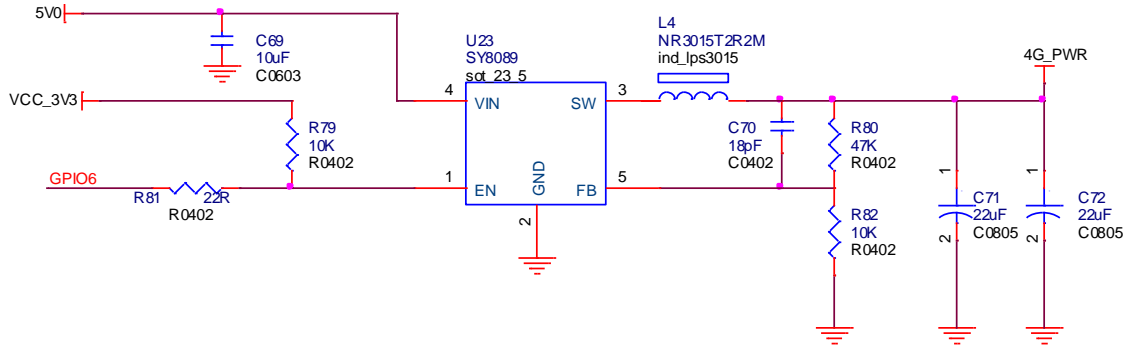 5V0
C69
10uF
C0603
U23
SY8089
sot_23_5
L4
NR3015T2R2M
ind_lps3015
4G_PWR
4
VIN
SW
3
VCC_3V3
R79
10K
R0402
C70
18pF
C0402
R80
47K
R0402
GPIO6
R81
22R
R0402
1
EN
GND
FB
5
2
R82
10K
R0402
1
C71
22uF
C0805
2
1
C72
22uF
C0805
2